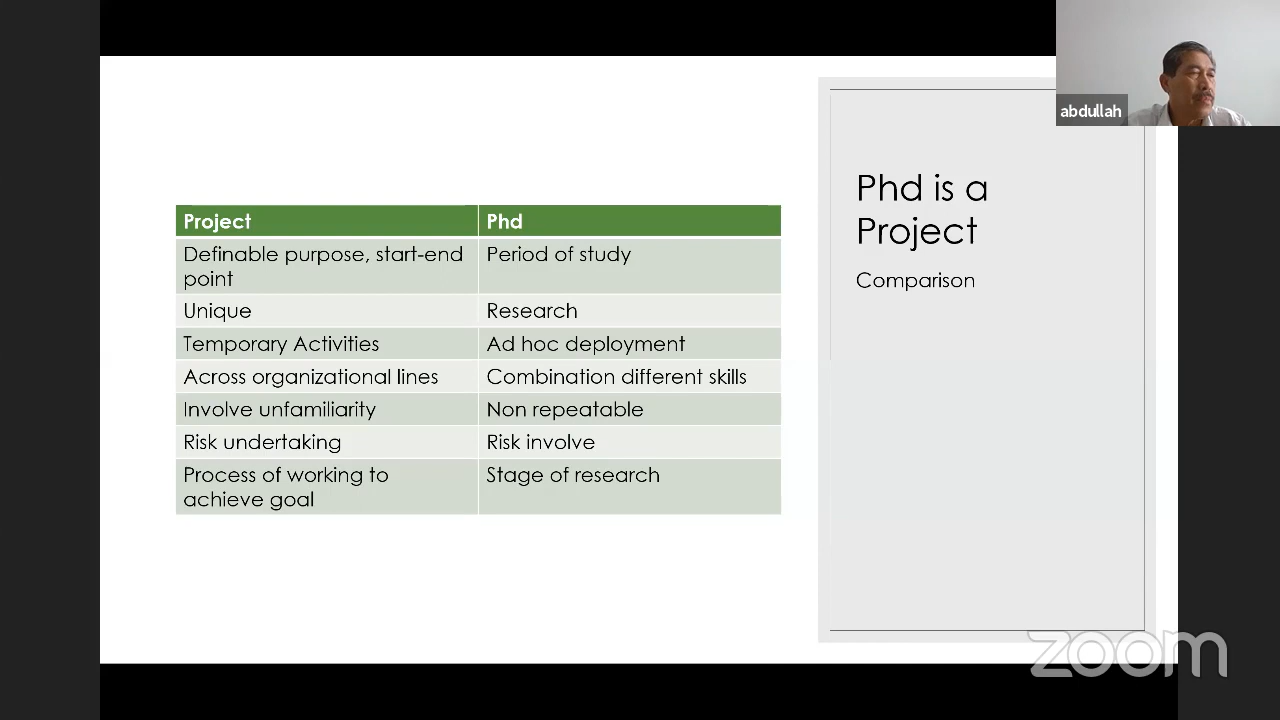 abdullah
Phd is a
Project
Comparison
Project Phd
Definable purpose, start-end Period of study
point
Unique Research
Temporary Activities Ad hoc deployment
Across organizational lines Combination different skills
Involve unfamiliarity Non repeatable
Risk undertaking Risk involve
Process of working to Stage of research
achieve goal
zoom